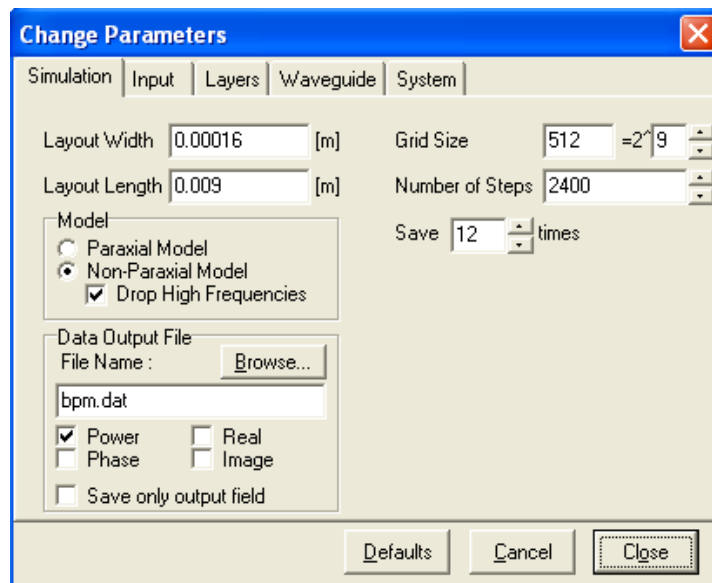 Change Parameters
Simulation Input Layers Waveguide System
Layout Width 0.00016 [m] Grid Size 512 =2^ 9
Layout Length 0.009 [m] Number of Steps 2400
Model
Save 12 times
Paraxial Model
Non-Paraxial Model
Drop High Frequencies
Data Output File
File Name : Browse...
bpm.dat
Power Real
Phase Image
Save only output field
Defaults Cancel Close